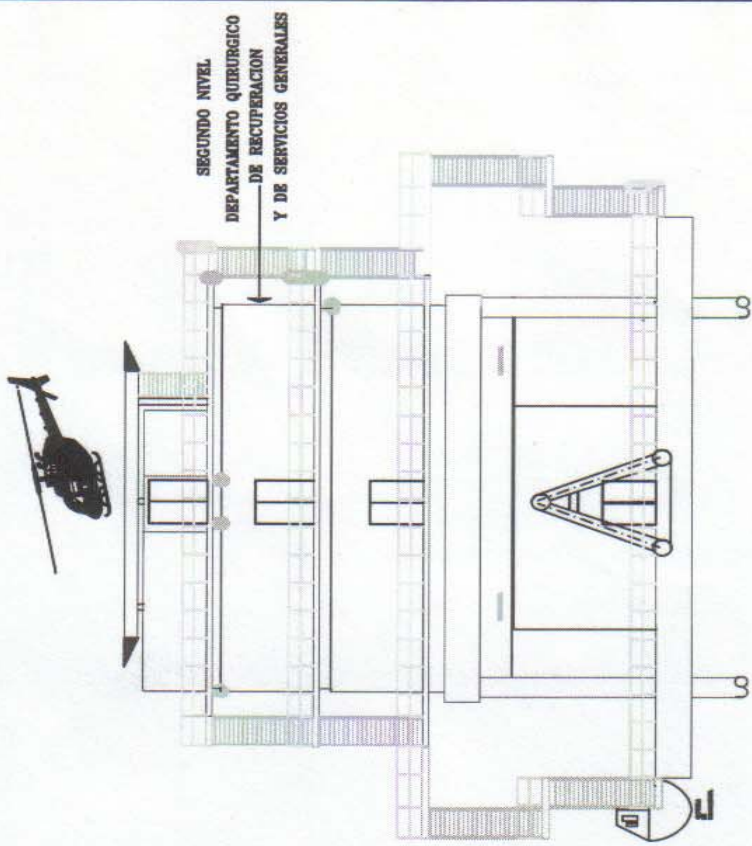 SEGUNDO NIVEL
DEPARTAMENTO QUIRURGICO
DE RECUPERACION
Y DE SERVICIOS GENERALES